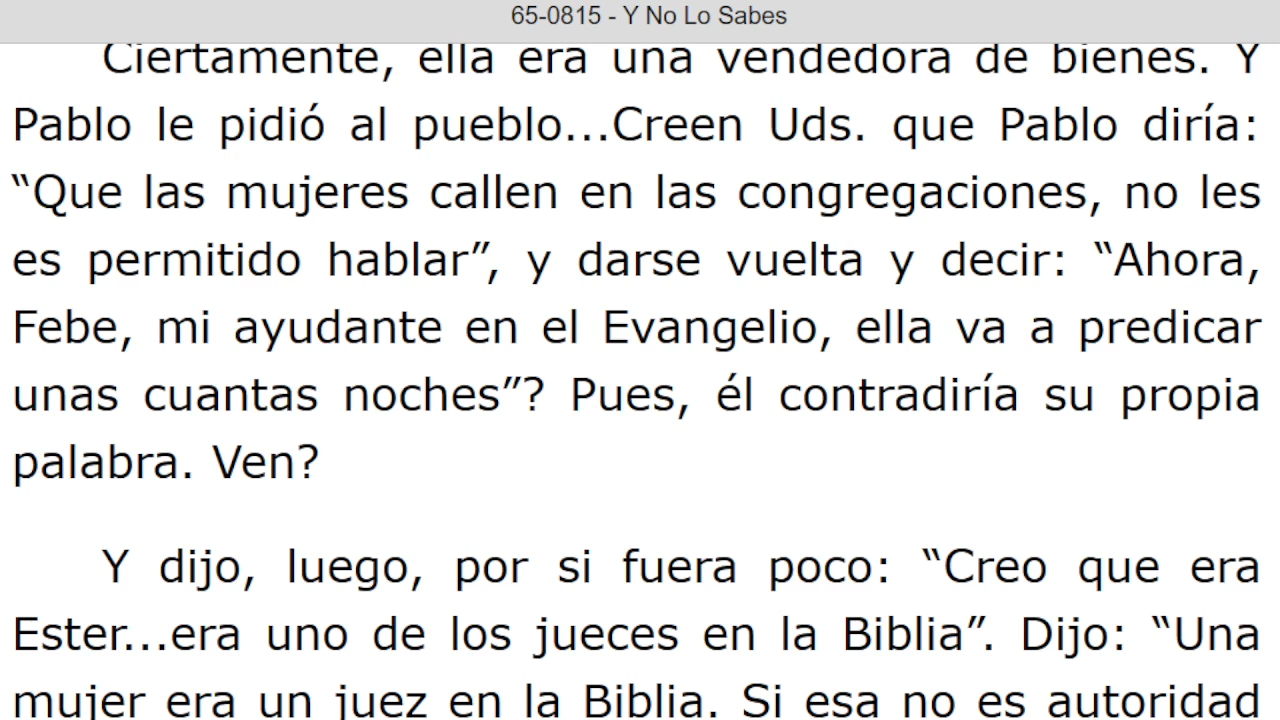 65-0815 - Y No Lo Sabes
Ciertamente, ella era una vendedora de bienes. Y
Pablo le pidió al pueblo...Creen Uds. que Pablo diría:
“Que las mujeres callen en las congregaciones, no les
es permitido hablar”, y darse vuelta y decir: “Ahora,
Febe, mi ayudante en el Evangelio, ella va a predicar
unas cuantas noches”? Pues, él contradiría su propia
palabra. Ven?
Y dijo, luego, por si fuera poco: “Creo que era
Ester...era uno de los jueces en la Biblia”. Dijo: “Una
mujer era un juez en la Biblia. Si esa no es autoridad